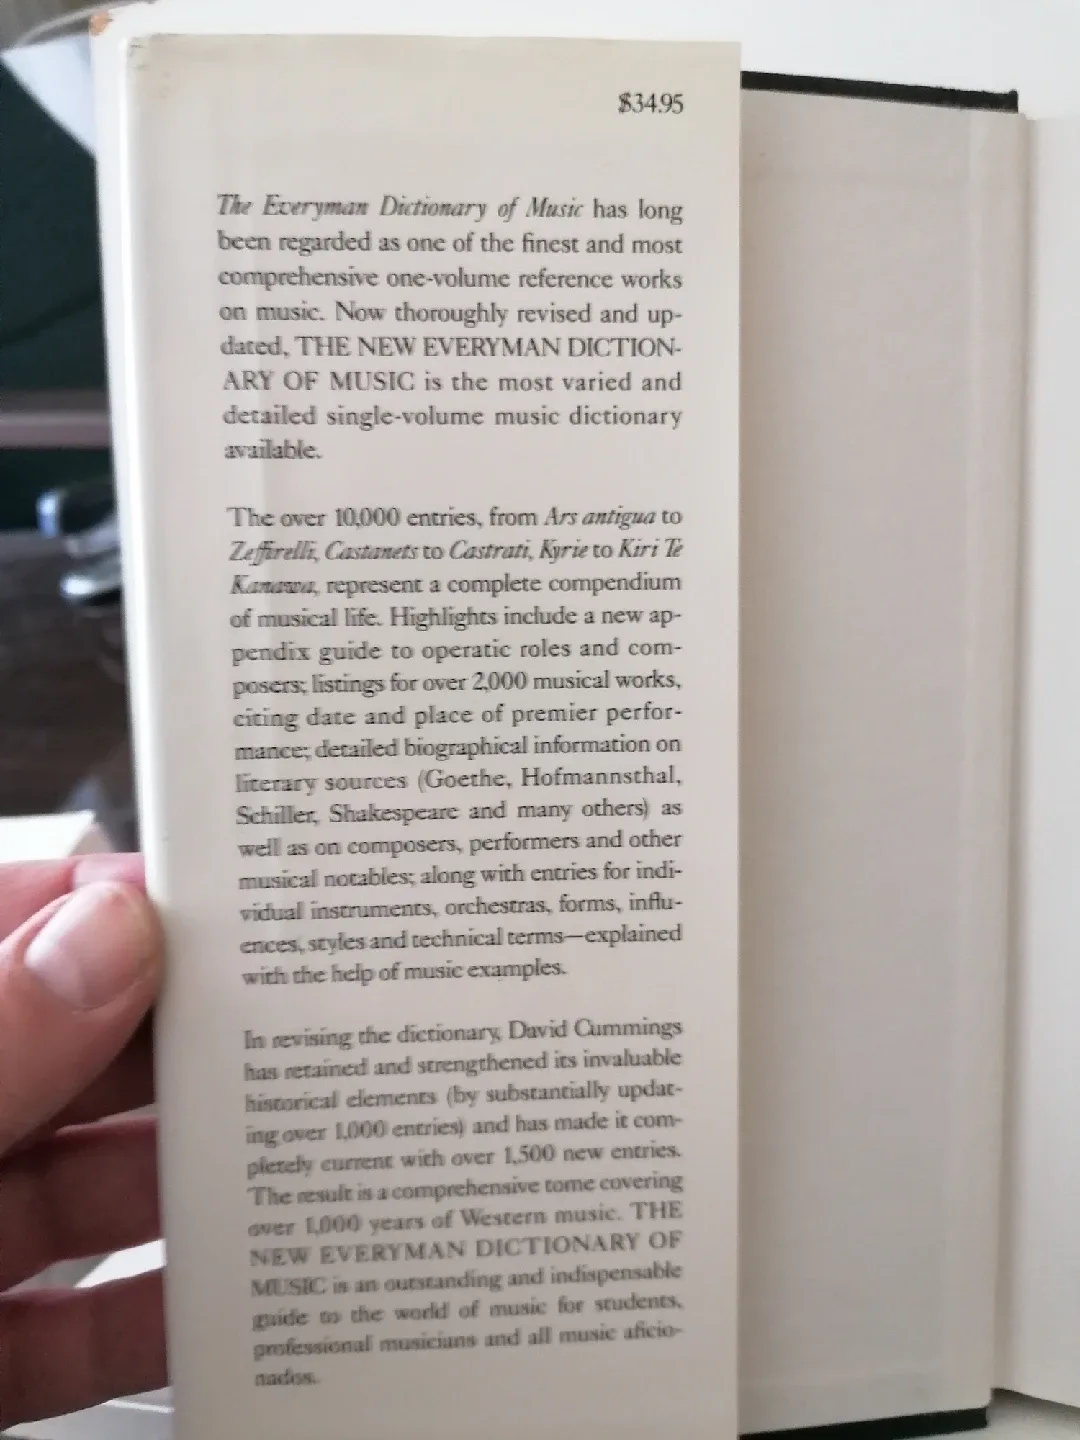 $34.95
The Everyman Dictionary of Music has long
been regarded as one of the finest and most
comprehensive one-volume reference works
on music. Now thoroughly revised and up-
dated, THE NEW EVERYMAN DICTION-
ARY OF MUSIC is the most varied and
detailed single-volume music dictionary
available.
The over 10,000 entries, from Ars antigua to
Zeffirelli, Castanets to Castrati, Kyrie to Kiri Te
Kanawa, represent a complete compendium
of musical life. Highlights include a new ap-
pendix guide to operatic roles and com-
posers; listings for over 2,000 musical works,
citing date and place of premier perfor-
mance; detailed biographical information on
literary sources (Goethe, Hofmannsthal,
Schiller, Shakespeare and many others) as
well as on composers, performers and other
musical notables; along with entries for indi-
vidual instruments, orchestras, forms, influ-
ences, styles and technical terms—explained
with the help of music examples.
In revising the dictionary, David Cummings
has retained and strengthened its invaluable
historical elements (by substantially updat-
ing over 1,000 entries) and has made it com-
pletely current with over 1,500 new entries.
The result is a comprehensive tome covering
over 1,000 years of Western music. THE
NEW EVERYMAN DICTIONARY OF
MUSIC is an outstanding and indispensable
guide to the world of music for students,
professional musicians and all music aficio-
nados.